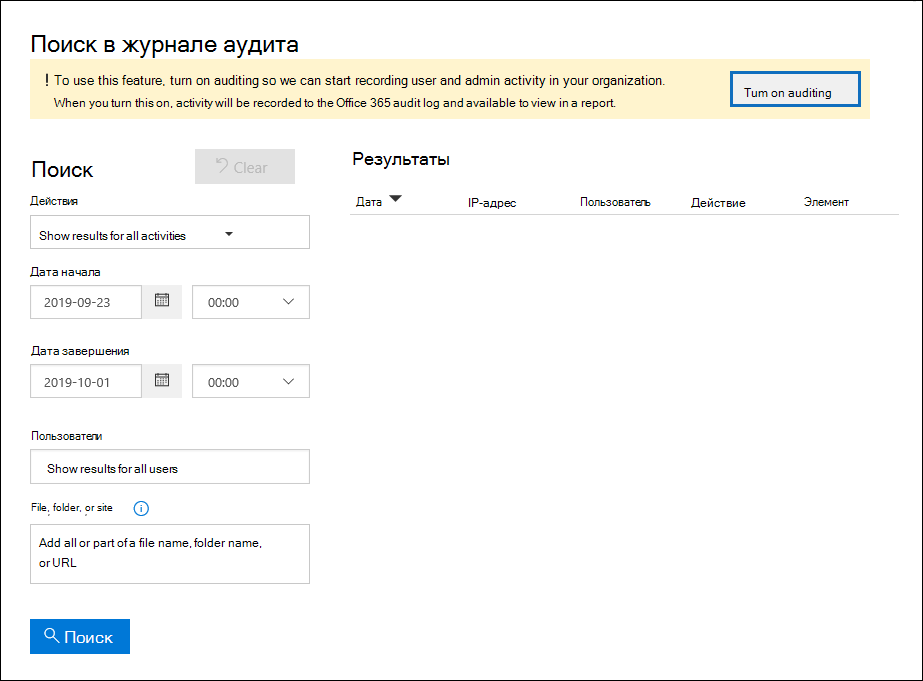 Поиск в журнале аудита
! To use this feature, turn on auditing so we can start recording user and admin activity in your organization.
When you turn this on, activity will be recorded to the Office 365 audit log and available to view in a report.
Turn on auditing
Поиск
Clear
Действия
Show results for all activities
Дата начала
2019-09-23
00:00
Дата завершения
2019-10-01
00:00
Пользователи
Show results for all users
File, folder, or site
Add all or part of a file name, folder name,
or URL
Поиск
Результаты
Дата IP-адрес Пользователь Действие Элемент